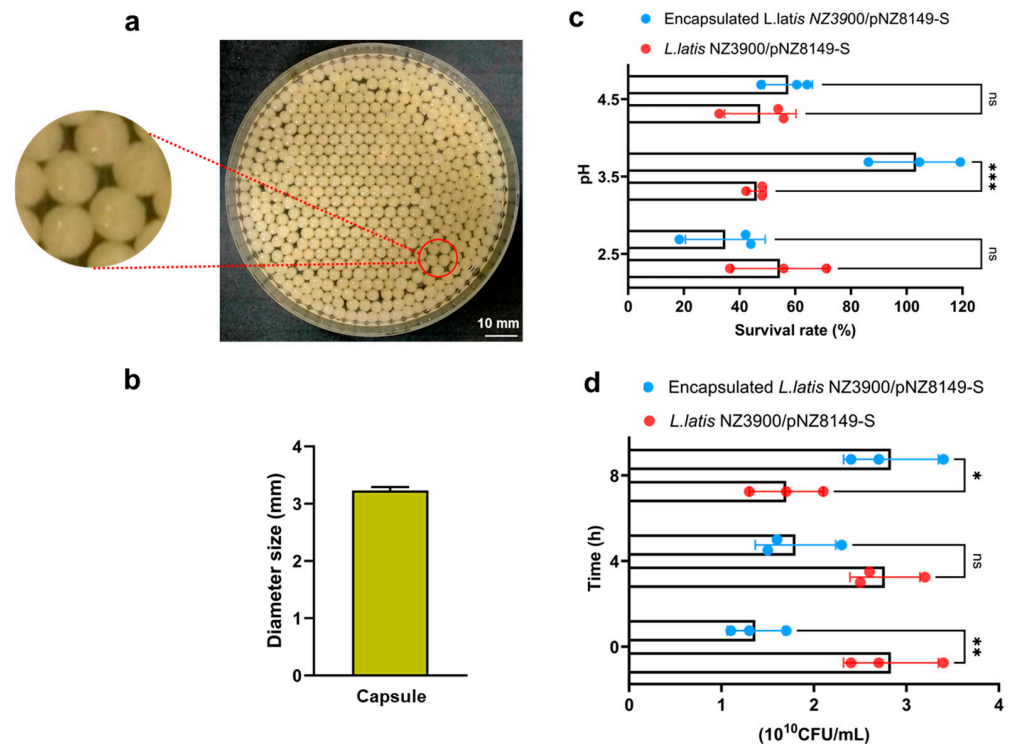 a
10 mm
b
4
3
2
1
0
Diameter size (mm)
Capsule
c
Encapsulated L.latis NZ3900/pNZ8149-S
L.latis NZ3900/pNZ8149-S
4.5
3.5
2.5
pH
ns
***
ns
0 20 40 60 80 100 120
Survival rate (%)
d
Encapsulated L.latis NZ3900/pNZ8149-S
L.latis NZ3900/pNZ8149-S
8
4
0
Time (h)
*
ns
**
0 1 2 3 4
(10¹⁰CFU/mL)